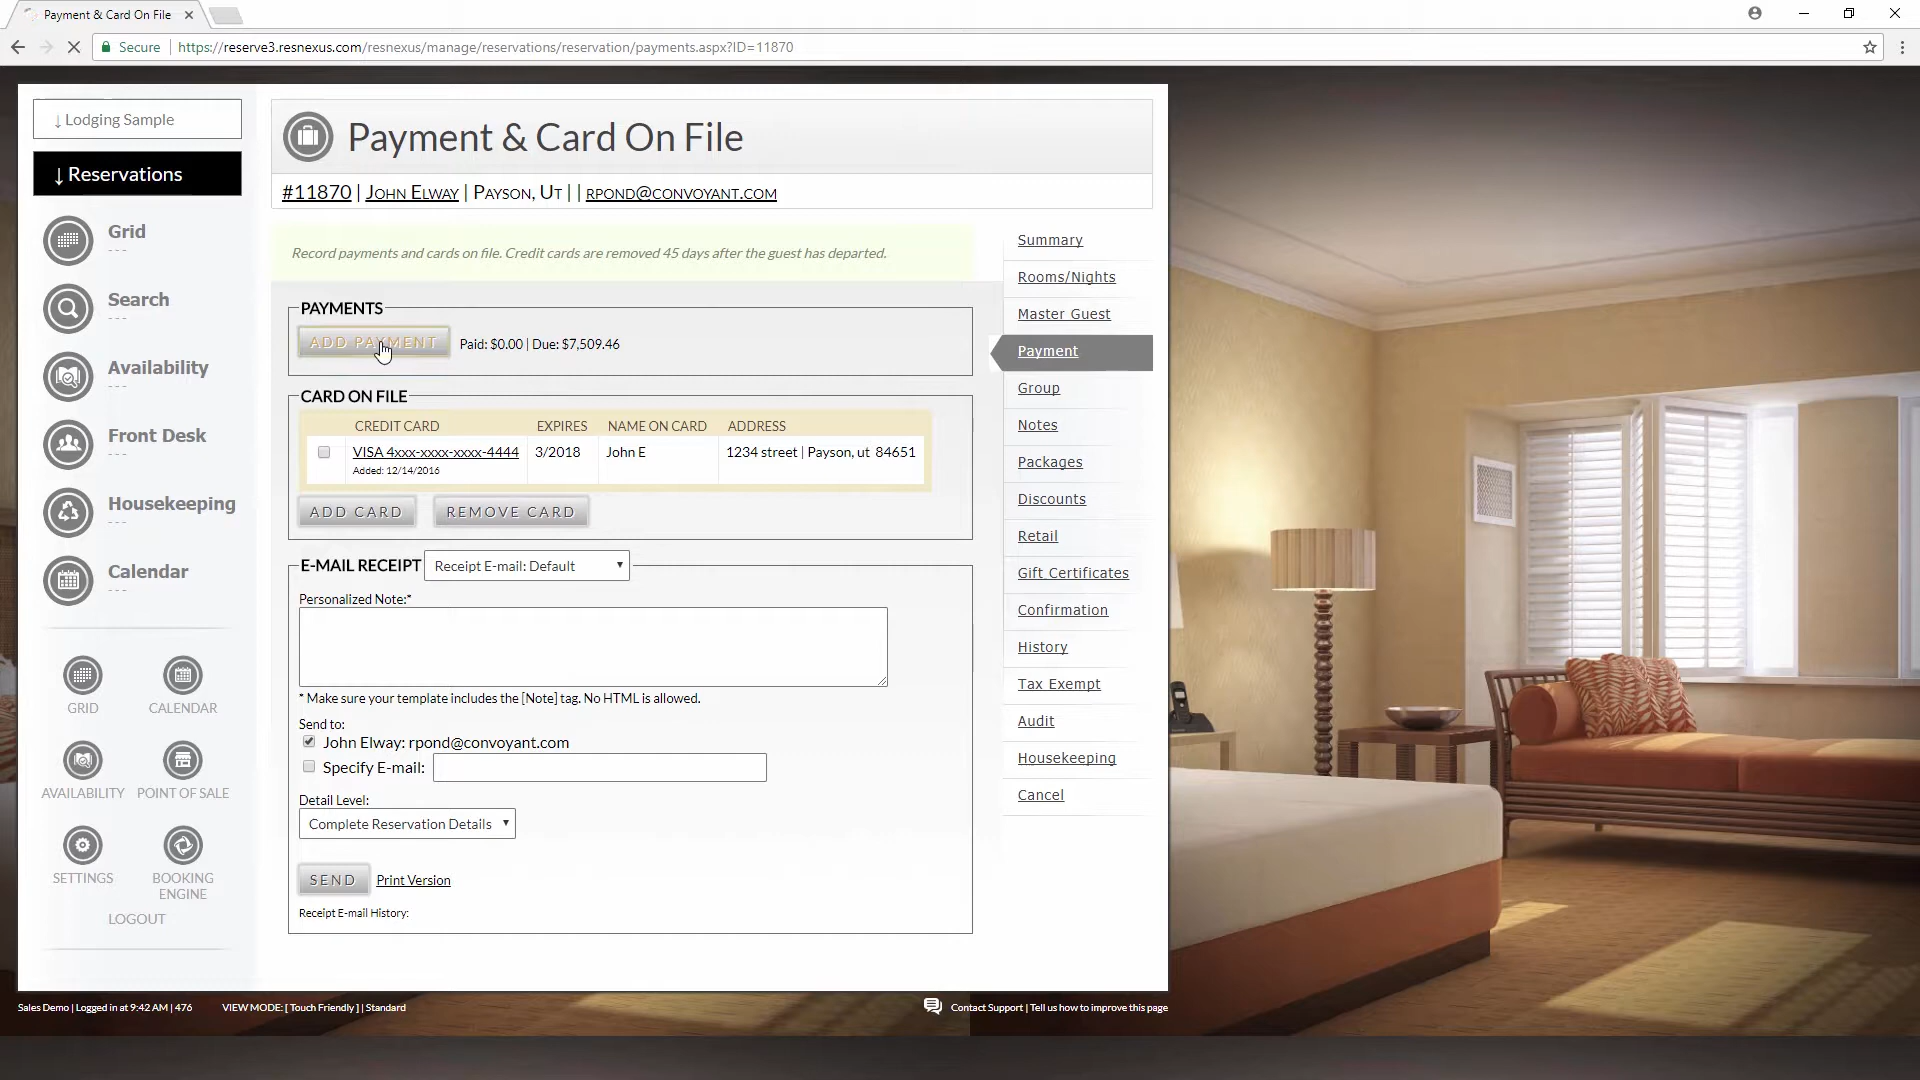 Payment & Card On File
Secure | https://reserve3.resnexus.com/resnexus/manage/reservations/reservation/payments.aspx?ID=11870
↓ Lodging Sample
↓ Reservations
Grid
---
Search
---
Availability
---
Front Desk
---
Housekeeping
---
Calendar
---
GRID
CALENDAR
AVAILABILITY
POINT OF SALE
SETTINGS
BOOKING
ENGINE
LOGOUT
Payment & Card On File
#11870 | John Elway | Payson, Ut | | rpond@convoyant.com
Record payments and cards on file. Credit cards are removed 45 days after the guest has departed.
PAYMENTS
ADD PAYMENT
Paid: $0.00 | Due: $7,509.46
CARD ON FILE
CREDIT CARD EXPIRES NAME ON CARD ADDRESS
VISA 4xxx-xxxx-xxxx-4444 3/2018 John E 1234 street | Payson, ut 84651
Added: 12/14/2016
ADD CARD
REMOVE CARD
E-MAIL RECEIPT
Receipt E-mail: Default
Personalized Note:*
* Make sure your template includes the [Note] tag. No HTML is allowed.
Send to:
John Elway: rpond@convoyant.com
Specify E-mail:
Detail Level:
Complete Reservation Details
SEND
Print Version
Receipt E-mail History:
Summary
Rooms/Nights
Master Guest
Payment
Group
Notes
Packages
Discounts
Retail
Gift Certificates
Confirmation
History
Tax Exempt
Audit
Housekeeping
Cancel
Sales Demo | Logged in at 9:42 AM | 476
VIEW MODE: [ Touch Friendly ] | Standard
Contact Support | Tell us how to improve this page